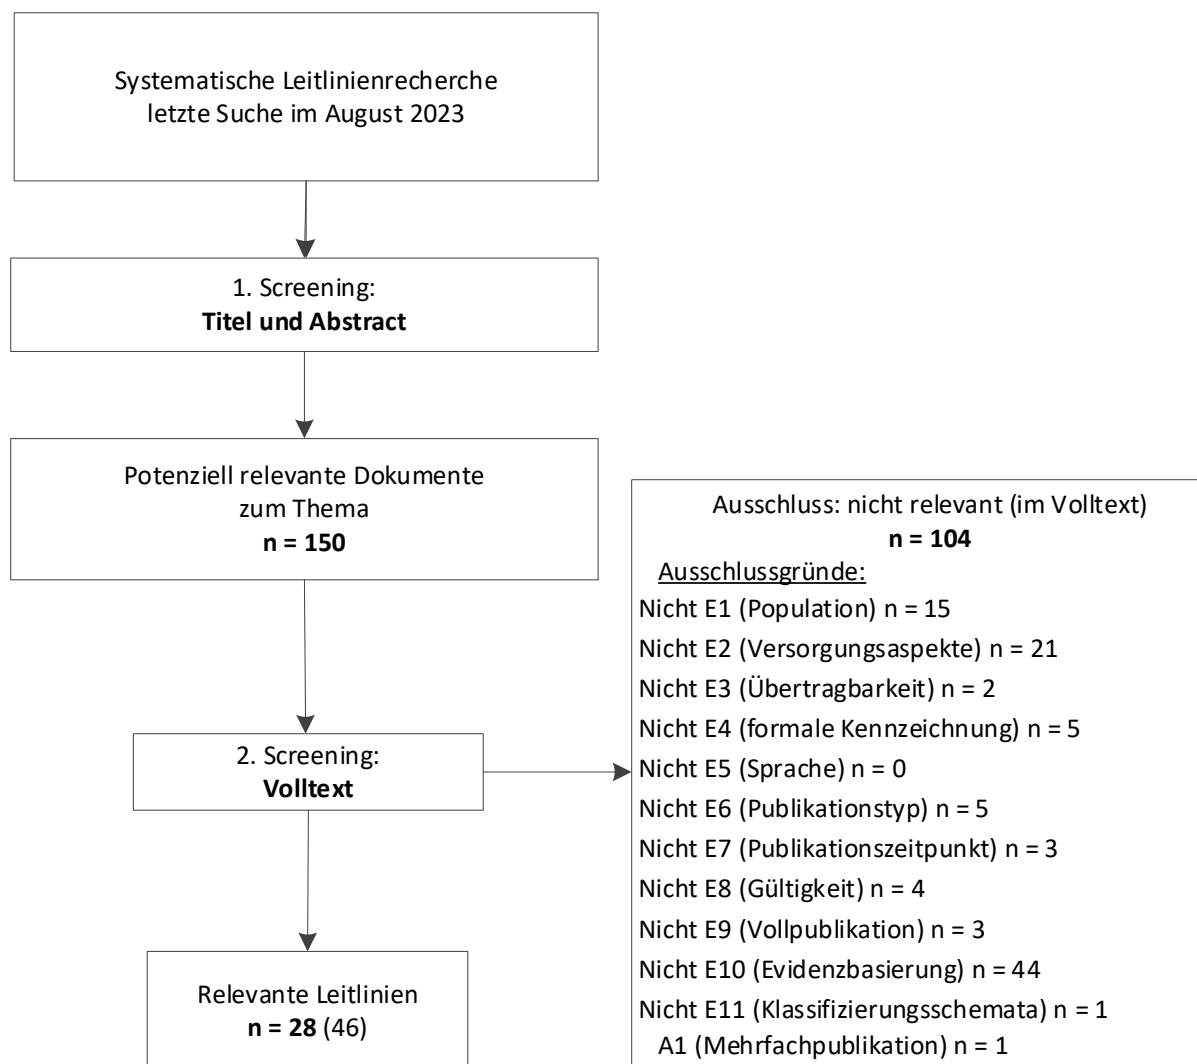 Systematische Leitlinienrecherche
letzte Suche im August 2023
1. Screening:
Titel und Abstract
Potenziell relevante Dokumente
zum Thema
n = 150
2. Screening:
Volltext
Ausschluss: nicht relevant (im Volltext)
n = 104
Ausschlussgründe:
Nicht E1 (Population) n = 15
Nicht E2 (Versorgungsaspekte) n = 21
Nicht E3 (Übertragbarkeit) n = 2
Nicht E4 (formale Kennzeichnung) n = 5
Nicht E5 (Sprache) n = 0
Nicht E6 (Publikationstyp) n = 5
Nicht E7 (Publikationszeitpunkt) n = 3
Nicht E8 (Gültigkeit) n = 4
Nicht E9 (Vollpublikation) n = 3
Nicht E10 (Evidenzbasierung) n = 44
Nicht E11 (Klassifizierungsschemata) n = 1
A1 (Mehrfachpublikation) n = 1
Relevante Leitlinien
n = 28 (46)